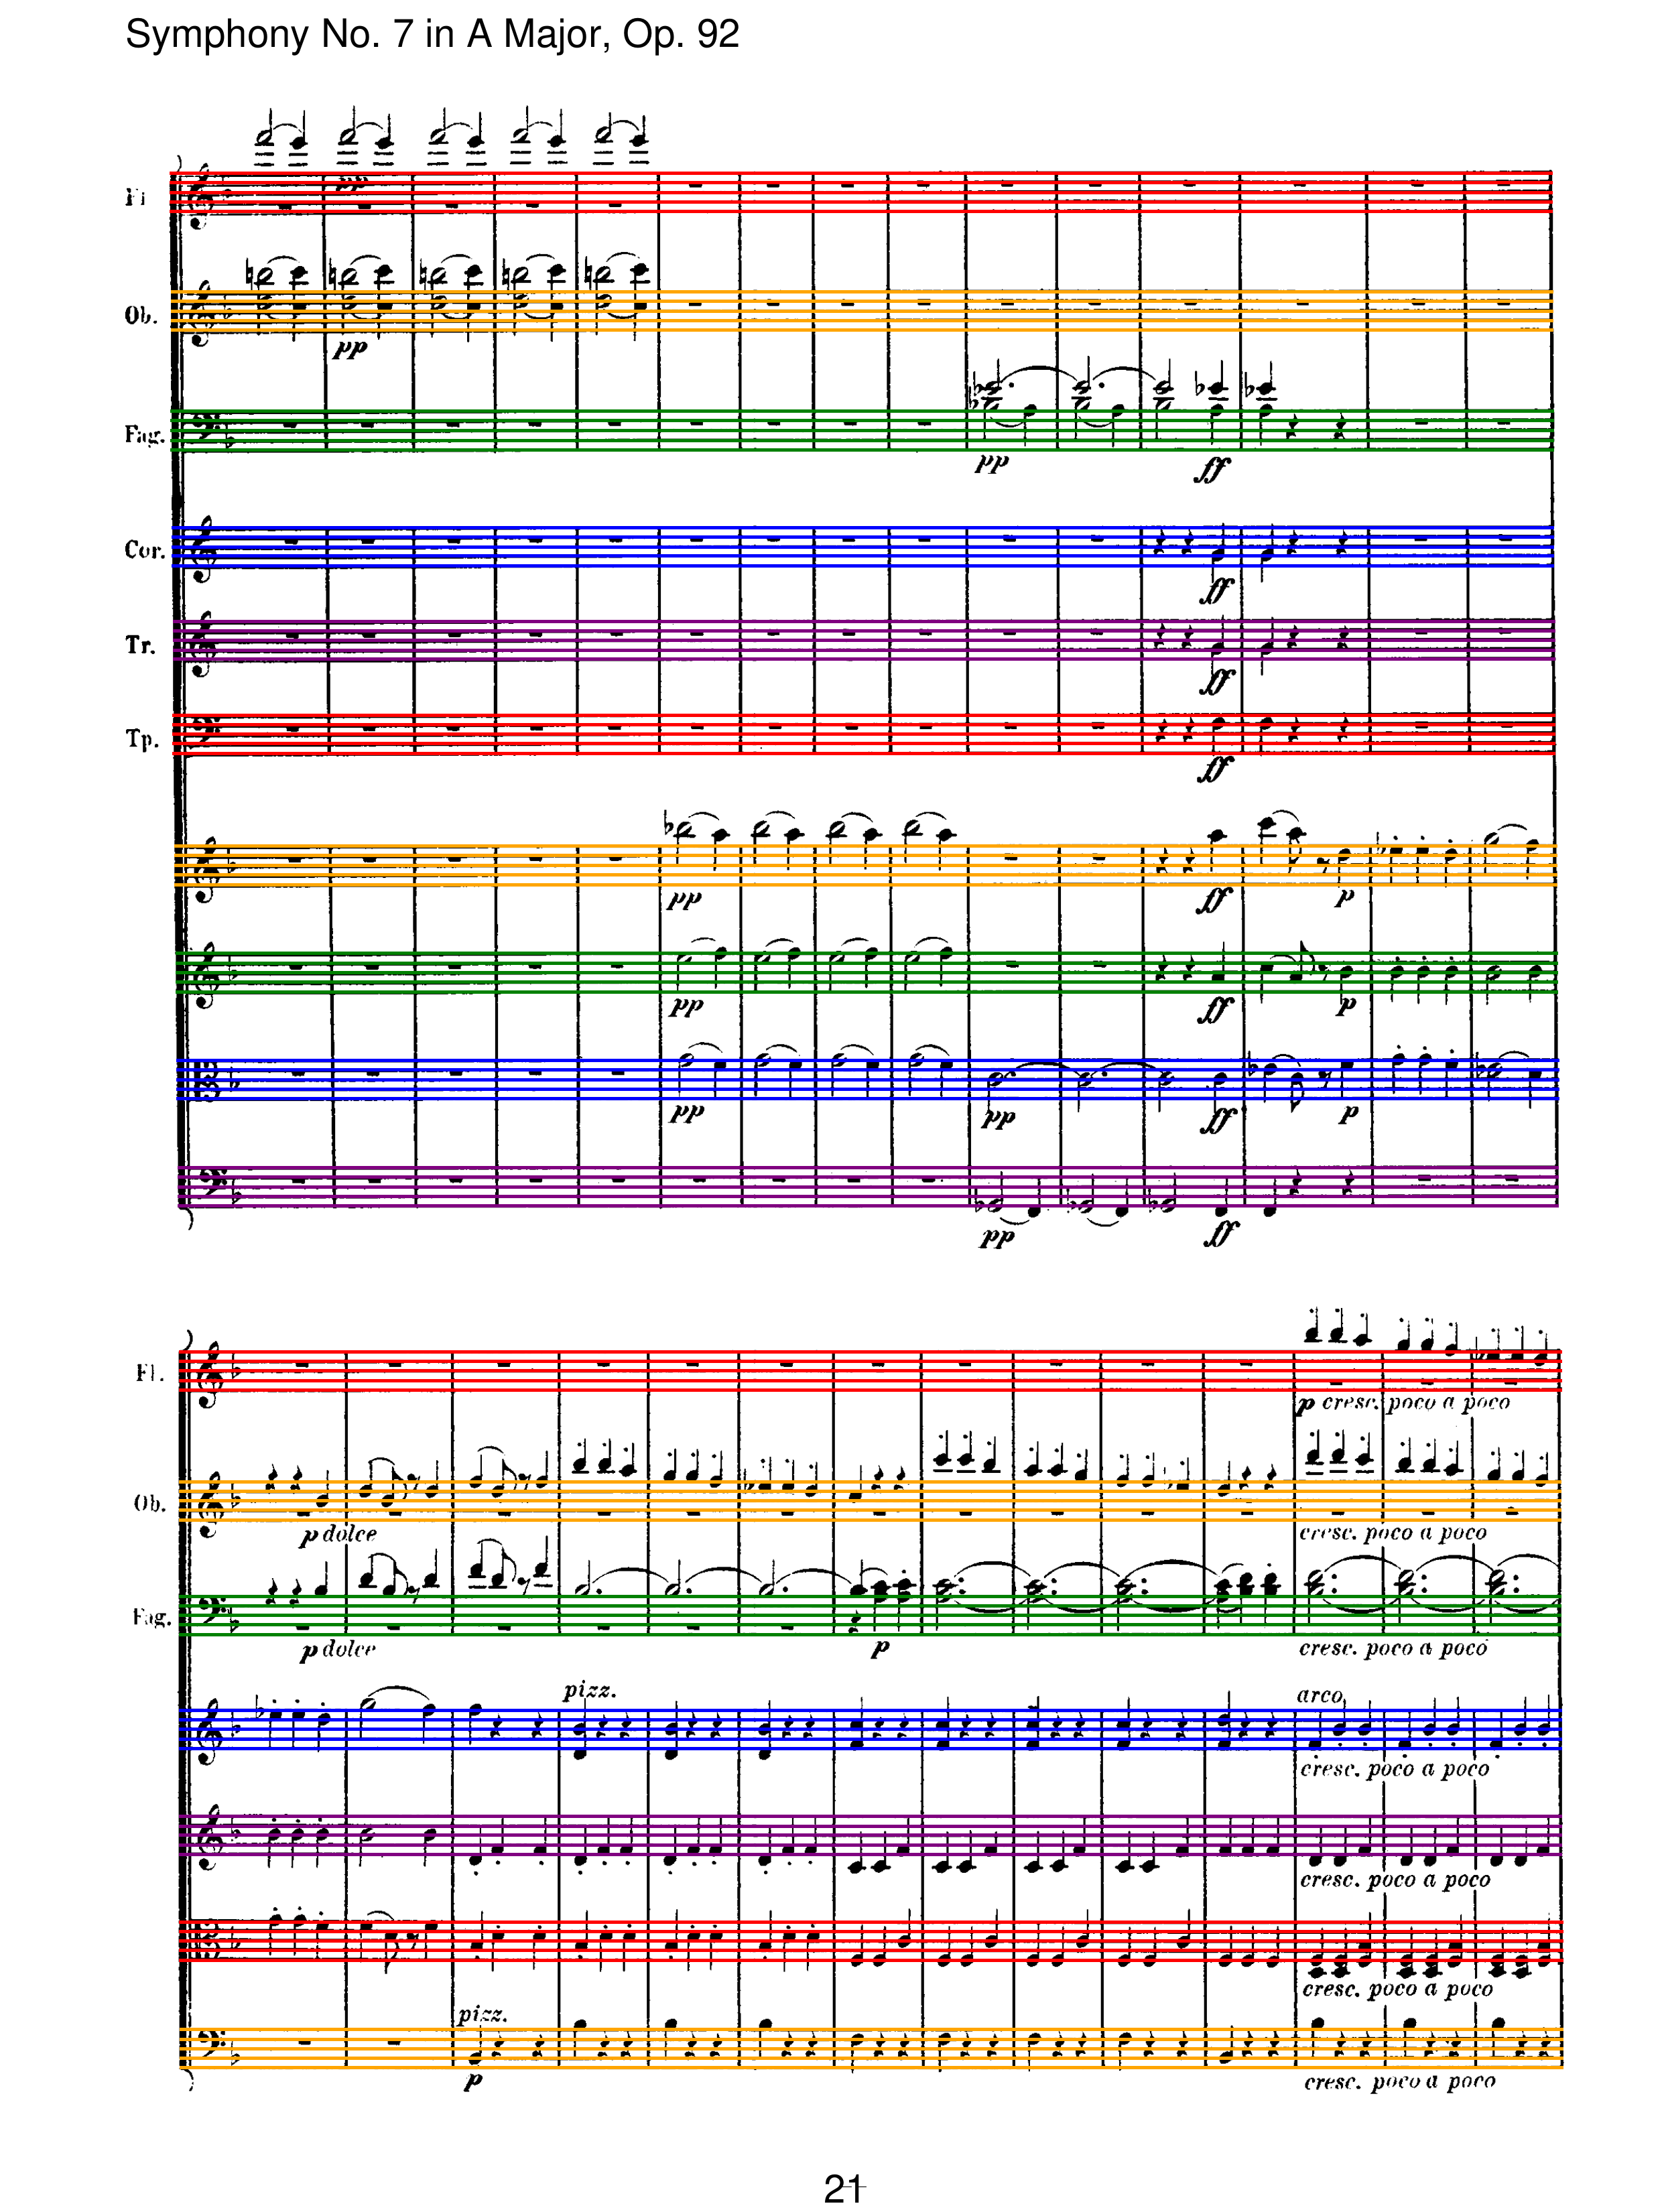 Symphony No. 7 in A Major, Op. 92
pp
Fl
Ob.
pp
Fag.
pp ff
Cor.
ff
Tr.
ff
Tp.
ff
pp ff p
pp ff p
pp pp ff p
pp ff
Fl.
p cresc. poco a poco
Ob.
p dolce cresc. poco a poco
Fag.
p dolce p cresc. poco a poco
pizz. arco
cresc. poco a poco
cresc. poco a poco
cresc. poco a poco
pizz.
p cresc. poco a poco
21